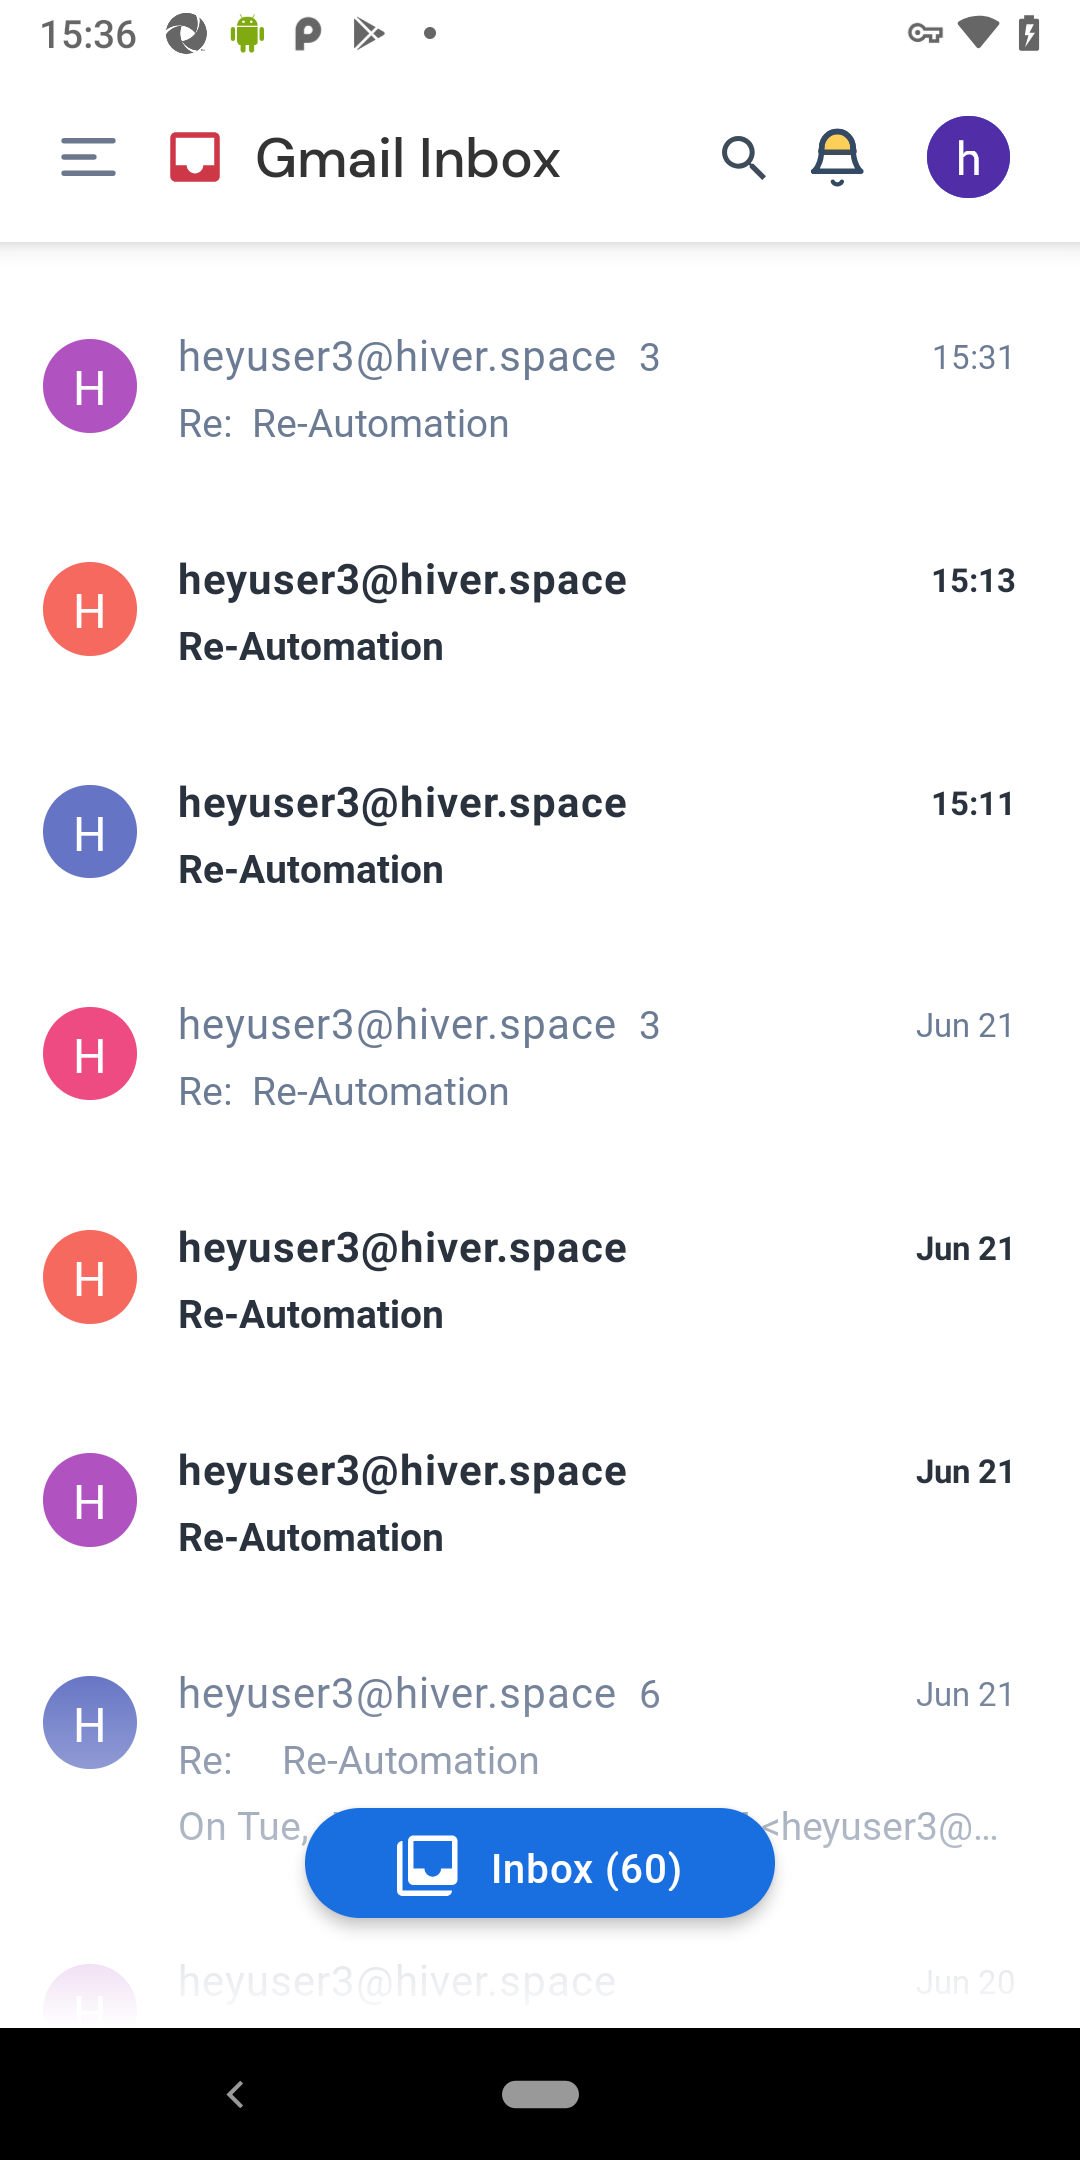 15:36
Gmail Inbox
h
H
heyuser3@hiver.space 3
15:31
Re: Re-Automation
H
heyuser3@hiver.space
15:13
Re-Automation
H
heyuser3@hiver.space
15:11
Re-Automation
H
heyuser3@hiver.space 3
Jun 21
Re: Re-Automation
H
heyuser3@hiver.space
Jun 21
Re-Automation
H
heyuser3@hiver.space
Jun 21
Re-Automation
H
heyuser3@hiver.space 6
Jun 21
Re: Re-Automation
On Tue, <heyuser3@…
Inbox (60)
H
heyuser3@hiver.space
Jun 20